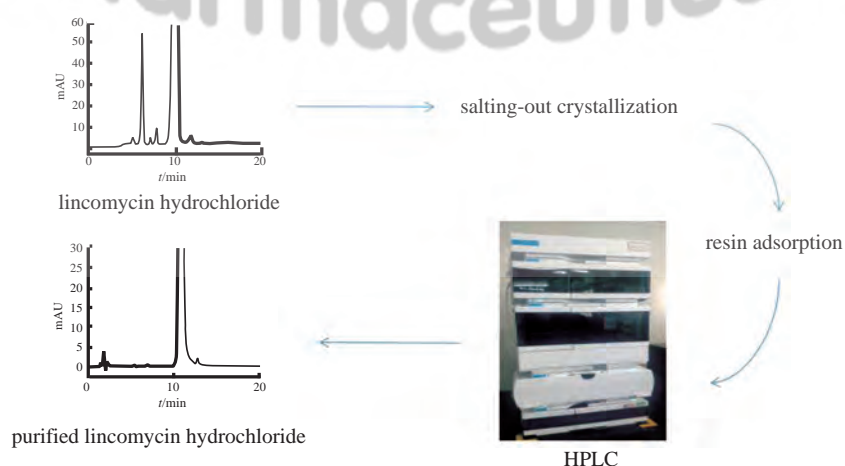 60
50
40
30
20
10
mAU
0 10 20
t/min
lincomycin hydrochloride
salting-out crystallization
resin adsorption
30
25
20
15
10
5
0
mAU
0 10 20
t/min
purified lincomycin hydrochloride
HPLC